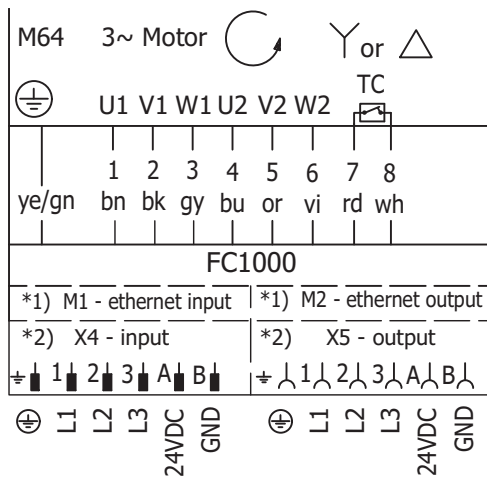 M64 3~ Motor Y or △
TC
U1 V1 W1 U2 V2 W2
1 2 3 4 5 6 7 8
ye/gn bn bk gy bu or vi rd wh
FC1000
*1) M1 - ethernet input *1) M2 - ethernet output
*2) X4 - input *2) X5 - output
1 2 3 A B 1 2 3 A B
L1 L2 L3 24VDC GND L1 L2 L3 24VDC GND